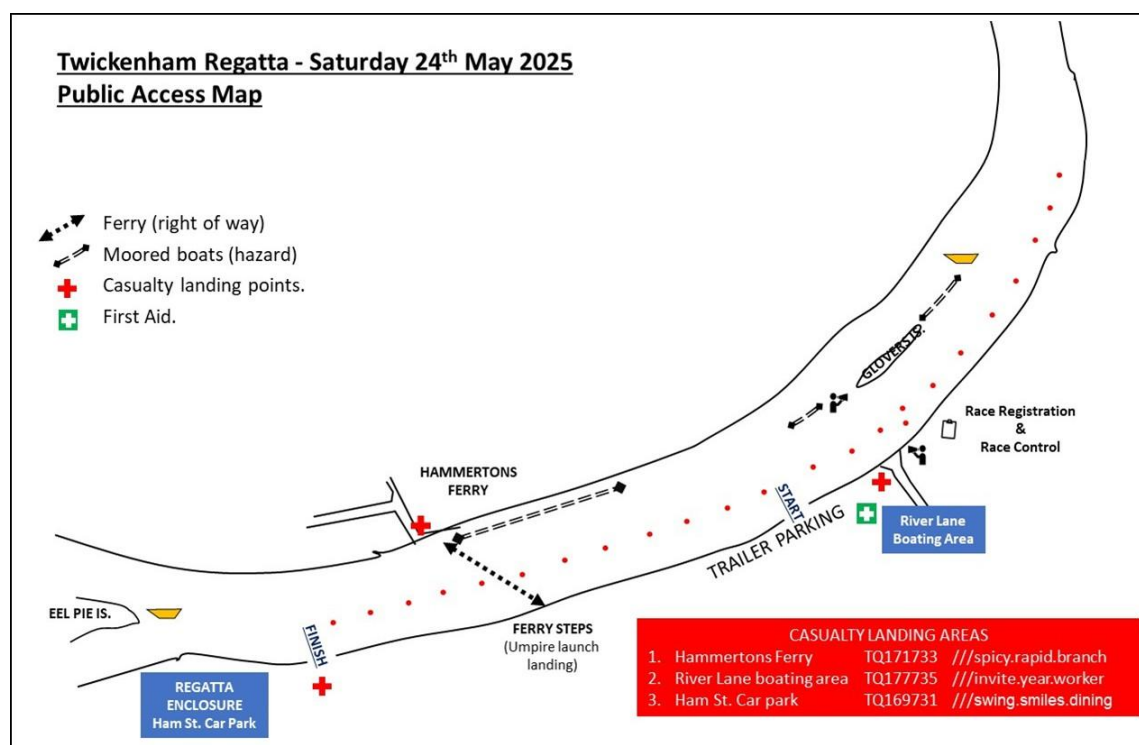 Twickenham Regatta - Saturday 24th May 2025
Public Access Map
Ferry (right of way)
Moored boats (hazard)
Casualty landing points.
First Aid.
GLOVERS IS.
Race Registration
&
Race Control
HAMMERTONS
FERRY
START
TRAILER PARKING
River Lane
Boating Area
EEL PIE IS.
FINISH
FERRY STEPS
(Umpire launch
landing)
REGATTA
ENCLOSURE
Ham St. Car Park
CASUALTY LANDING AREAS
1. Hammertons Ferry TQ171733 ///spicy.rapid.branch
2. River Lane boating area TQ177735 ///invite.year.worker
3. Ham St. Car park TQ169731 ///swing.smiles.dining